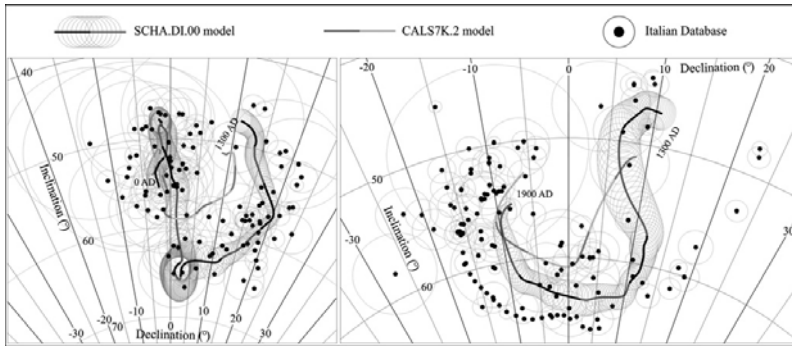 SCHA.DI.00 model
CALS7K.2 model
Italian Database
40
50
60
Inclination (º)
0 AD
1300 AD
-30
-20
-10
0
10
20
30
70
Declination (º)
-20
-10
0
10
20
Declination (º)
1300 AD
1900 AD
50
60
Inclination (º)
-30
30